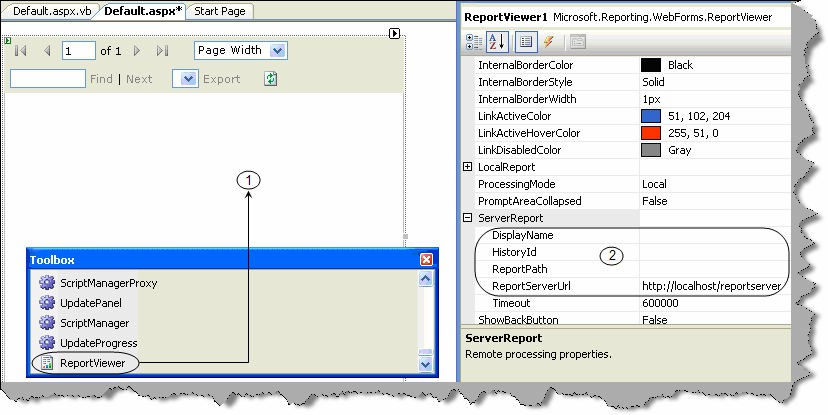 Default.aspx.vb Default.aspx* Start Page
1 of 1 Page Width
Find | Next Export
1
Toolbox
ScriptManagerProxy
UpdatePanel
ScriptManager
UpdateProgress
ReportViewer
ReportViewer1 Microsoft.Reporting.WebForms.ReportViewer
InternalBorderColor Black
InternalBorderStyle Solid
InternalBorderWidth 1px
LinkActiveColor 51, 102, 204
LinkActiveHoverColor 255, 51, 0
LinkDisabledColor Gray
LocalReport
ProcessingMode Local
PromptAreaCollapsed False
ServerReport
DisplayName
HistoryId 2
ReportPath
ReportServerUrl http://localhost/reportserver
Timeout 600000
ShowBackButton False
ServerReport
Remote processing properties.